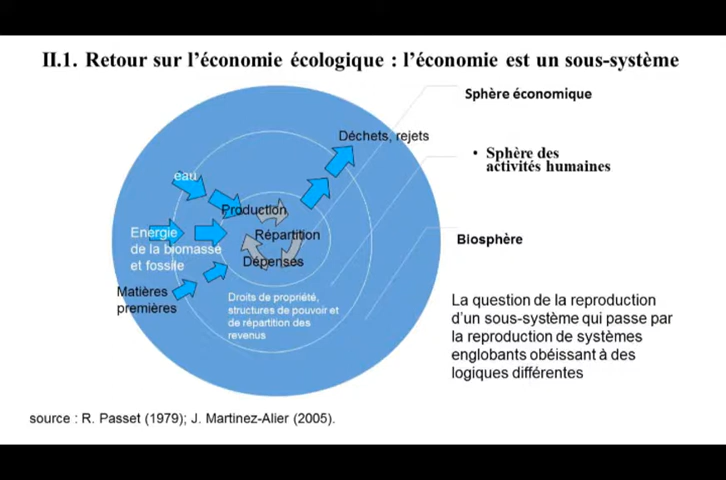 II.1. Retour sur l'économie écologique : l'économie est un sous-système
Sphère économique
Déchets, rejets
• Sphère des
activités humaines
eau
Production
Energie
de la biomasse
et fossile
Répartition
Biosphère
Dépenses
Matières
premières
Droits de propriété,
structures de pouvoir et
de répartition des
revenus
La question de la reproduction
d'un sous-système qui passe par
la reproduction de systèmes
englobants obéissant à des
logiques différentes
source : R. Passet (1979); J. Martinez-Alier (2005).